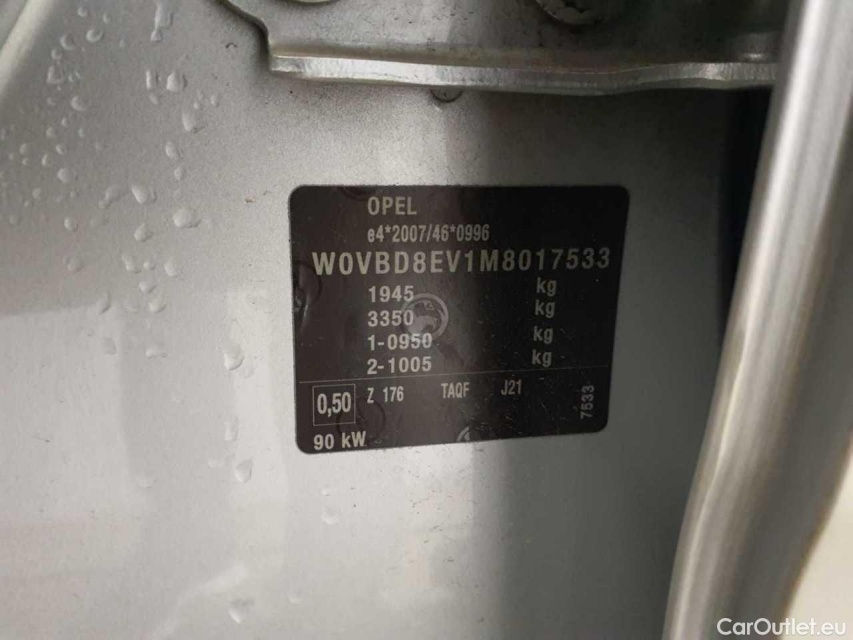 OPEL
e4*2007/46*0996
W0VBD8EV1M8017533
1945 kg
3350 kg
1-0950 kg
2-1005 kg
0,50 Z 176 TAQF J21
7533
90 kW
CarOutlet.eu